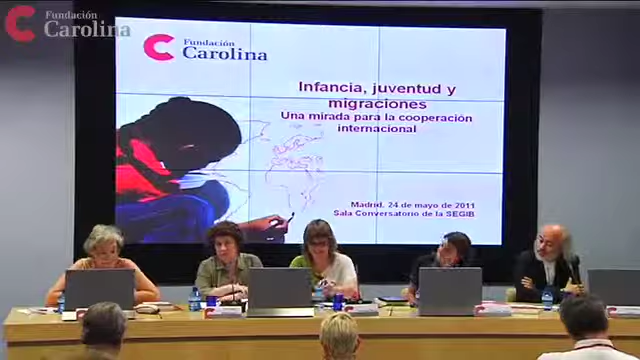 Fundación
Carolina
Fundación
Carolina
Infancia, juventud y
migraciones
Una mirada para la cooperación
internacional
Madrid, 24 de mayo de 2011
Sala Conversatorio de la SEGIB